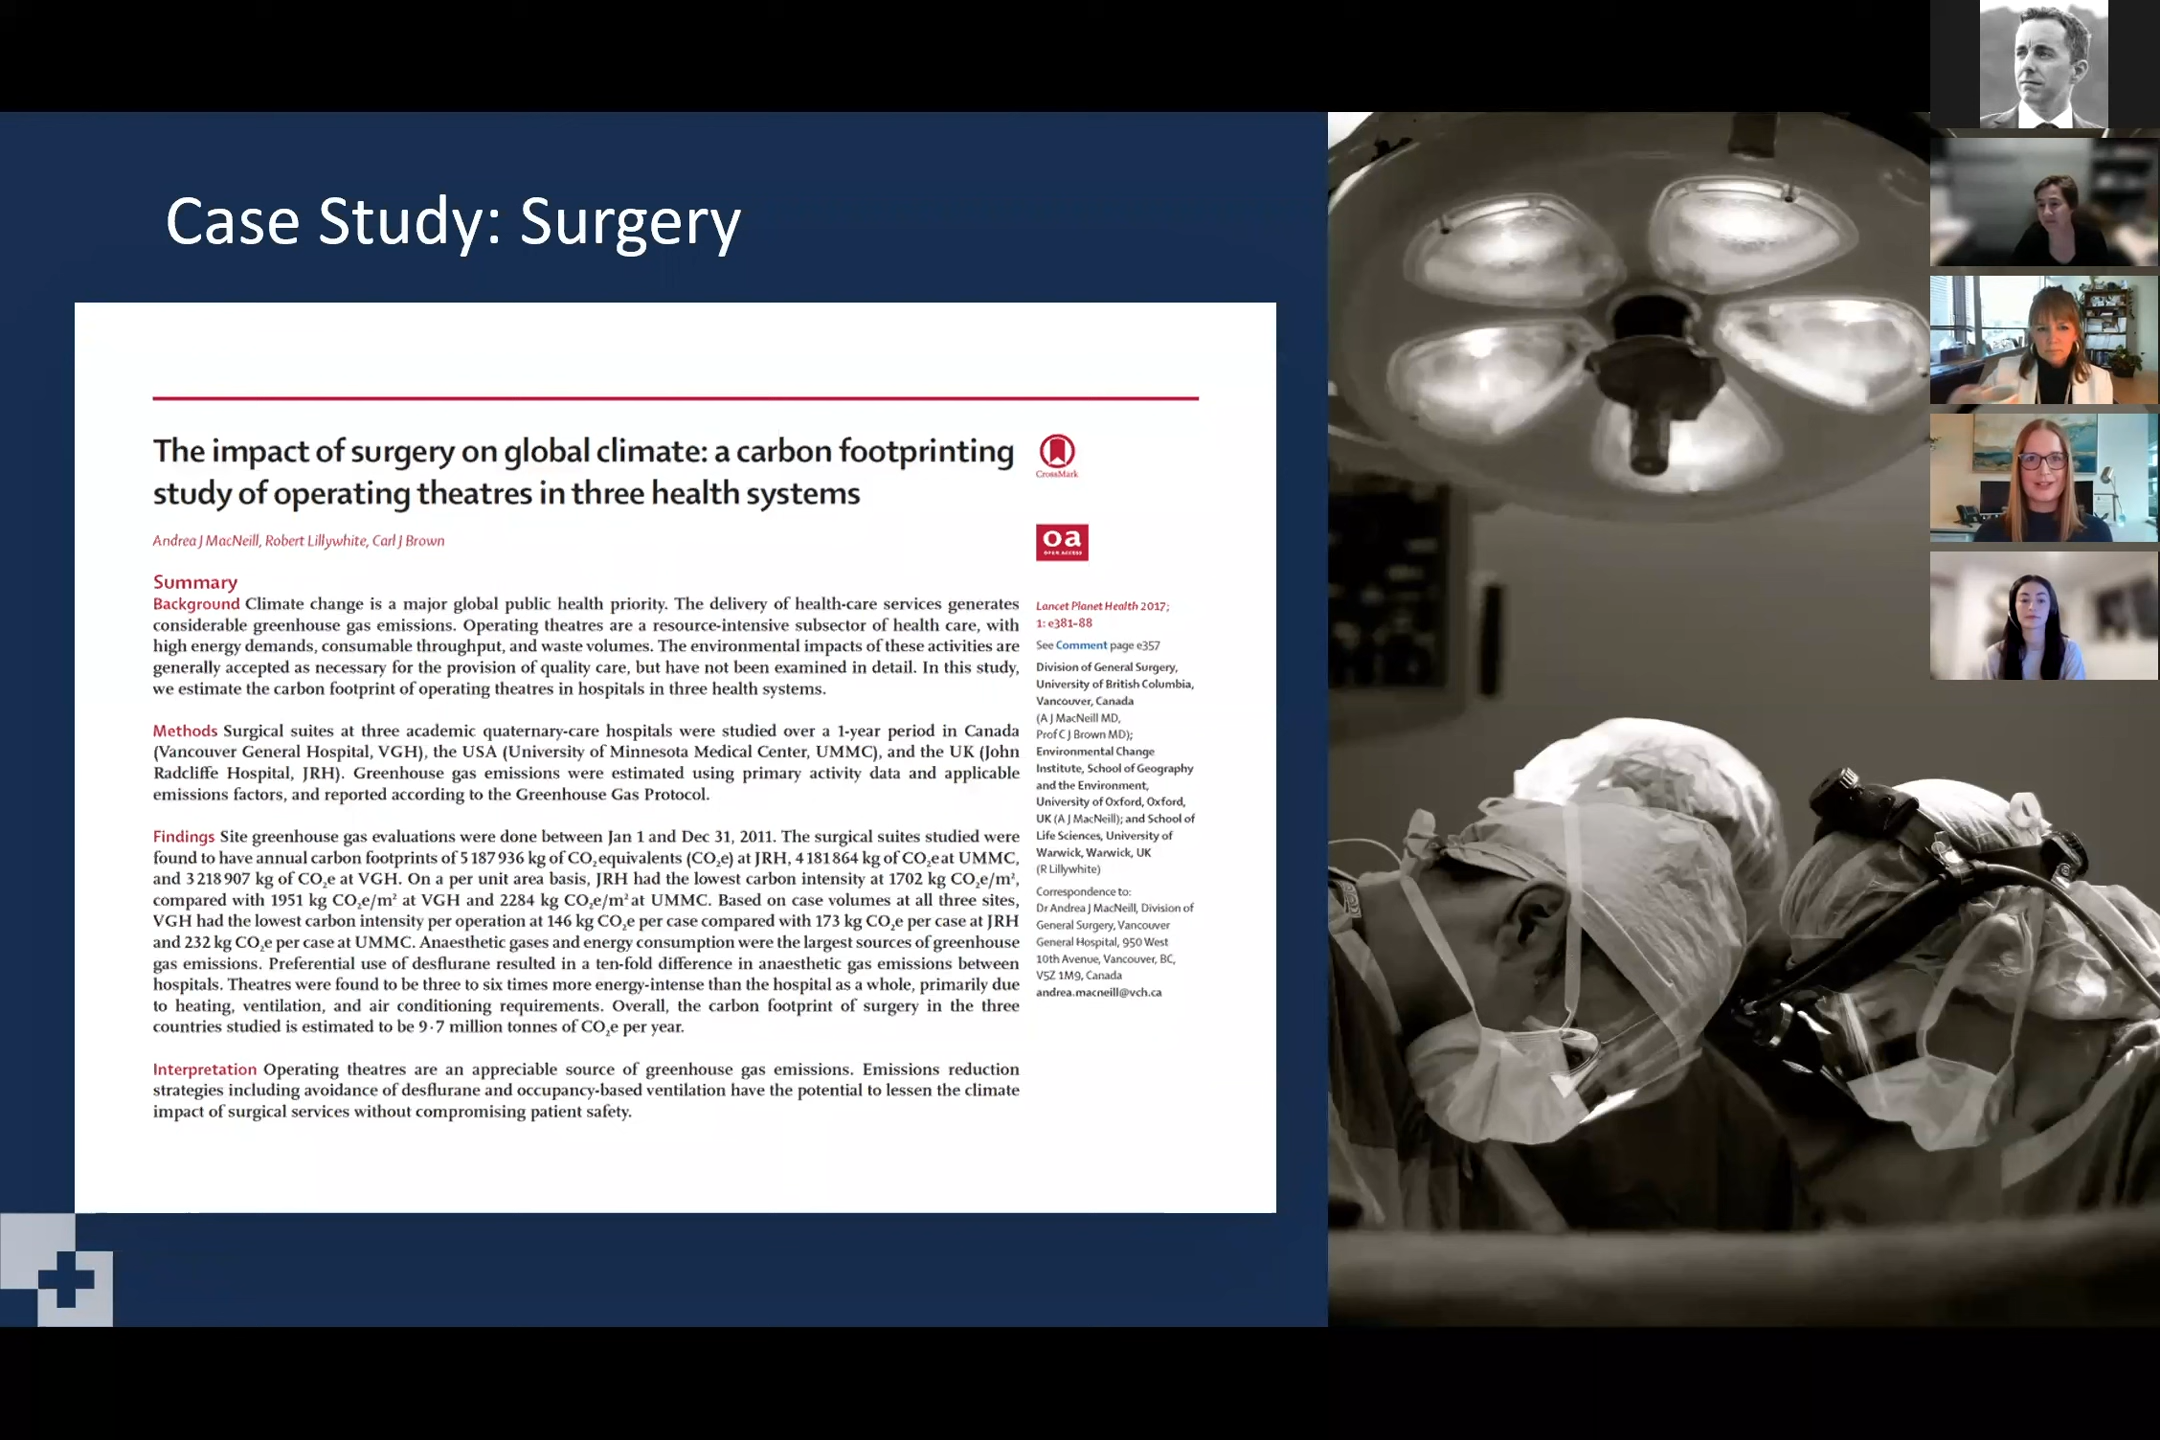 Case Study: Surgery
The impact of surgery on global climate: a carbon footprinting
study of operating theatres in three health systems
Andrea J MacNeill, Robert Lillywhite, Carl J Brown
Summary
Background Climate change is a major global public health priority. The delivery of health-care services generates
considerable greenhouse gas emissions. Operating theatres are a resource-intensive subsector of health care, with
high energy demands, consumable throughput, and waste volumes. The environmental impacts of these activities are
generally accepted as necessary for the provision of quality care, but have not been examined in detail. In this study,
we estimate the carbon footprint of operating theatres in hospitals in three health systems.
Methods Surgical suites at three academic quaternary-care hospitals were studied over a 1-year period in Canada
(Vancouver General Hospital, VGH), the USA (University of Minnesota Medical Center, UMMC), and the UK (John
Radcliffe Hospital, JRH). Greenhouse gas emissions were estimated using primary activity data and applicable
emissions factors, and reported according to the Greenhouse Gas Protocol.
Findings Site greenhouse gas evaluations were done between Jan 1 and Dec 31, 2011. The surgical suites studied were
found to have annual carbon footprints of 5 187 936 kg of CO₂ equivalents (CO₂e) at JRH, 4 181 864 kg of CO₂e at UMMC,
and 3 218 907 kg of CO₂e at VGH. On a per unit area basis, JRH had the lowest carbon intensity at 1702 kg CO₂e/m²,
compared with 1951 kg CO₂e/m² at VGH and 2284 kg CO₂e/m² at UMMC. Based on case volumes at all three sites,
VGH had the lowest carbon intensity per operation at 146 kg CO₂e per case compared with 173 kg CO₂e per case at JRH
and 232 kg CO₂e per case at UMMC. Anaesthetic gases and energy consumption were the largest sources of greenhouse
gas emissions. Preferential use of desflurane resulted in a ten-fold difference in anaesthetic gas emissions between
hospitals. Theatres were found to be three to six times more energy-intense than the hospital as a whole, primarily due
to heating, ventilation, and air conditioning requirements. Overall, the carbon footprint of surgery in the three
countries studied is estimated to be 9·7 million tonnes of CO₂e per year.
Interpretation Operating theatres are an appreciable source of greenhouse gas emissions. Emissions reduction
strategies including avoidance of desflurane and occupancy-based ventilation have the potential to lessen the climate
impact of surgical services without compromising patient safety.
CrossMark
oa
OPEN ACCESS
Lancet Planet Health 2017;
1: e381–88
See Comment page e357
Division of General Surgery,
University of British Columbia,
Vancouver, Canada
(A J MacNeill MD,
Prof C J Brown MD);
Environmental Change
Institute, School of Geography
and the Environment,
University of Oxford, Oxford,
UK (A J MacNeill); and School of
Life Sciences, University of
Warwick, Warwick, UK
(R Lillywhite)
Correspondence to:
Dr Andrea J MacNeill, Division of
General Surgery, Vancouver
General Hospital, 950 West
10th Avenue, Vancouver, BC,
V5Z 1M9, Canada
andrea.macneill@vch.ca